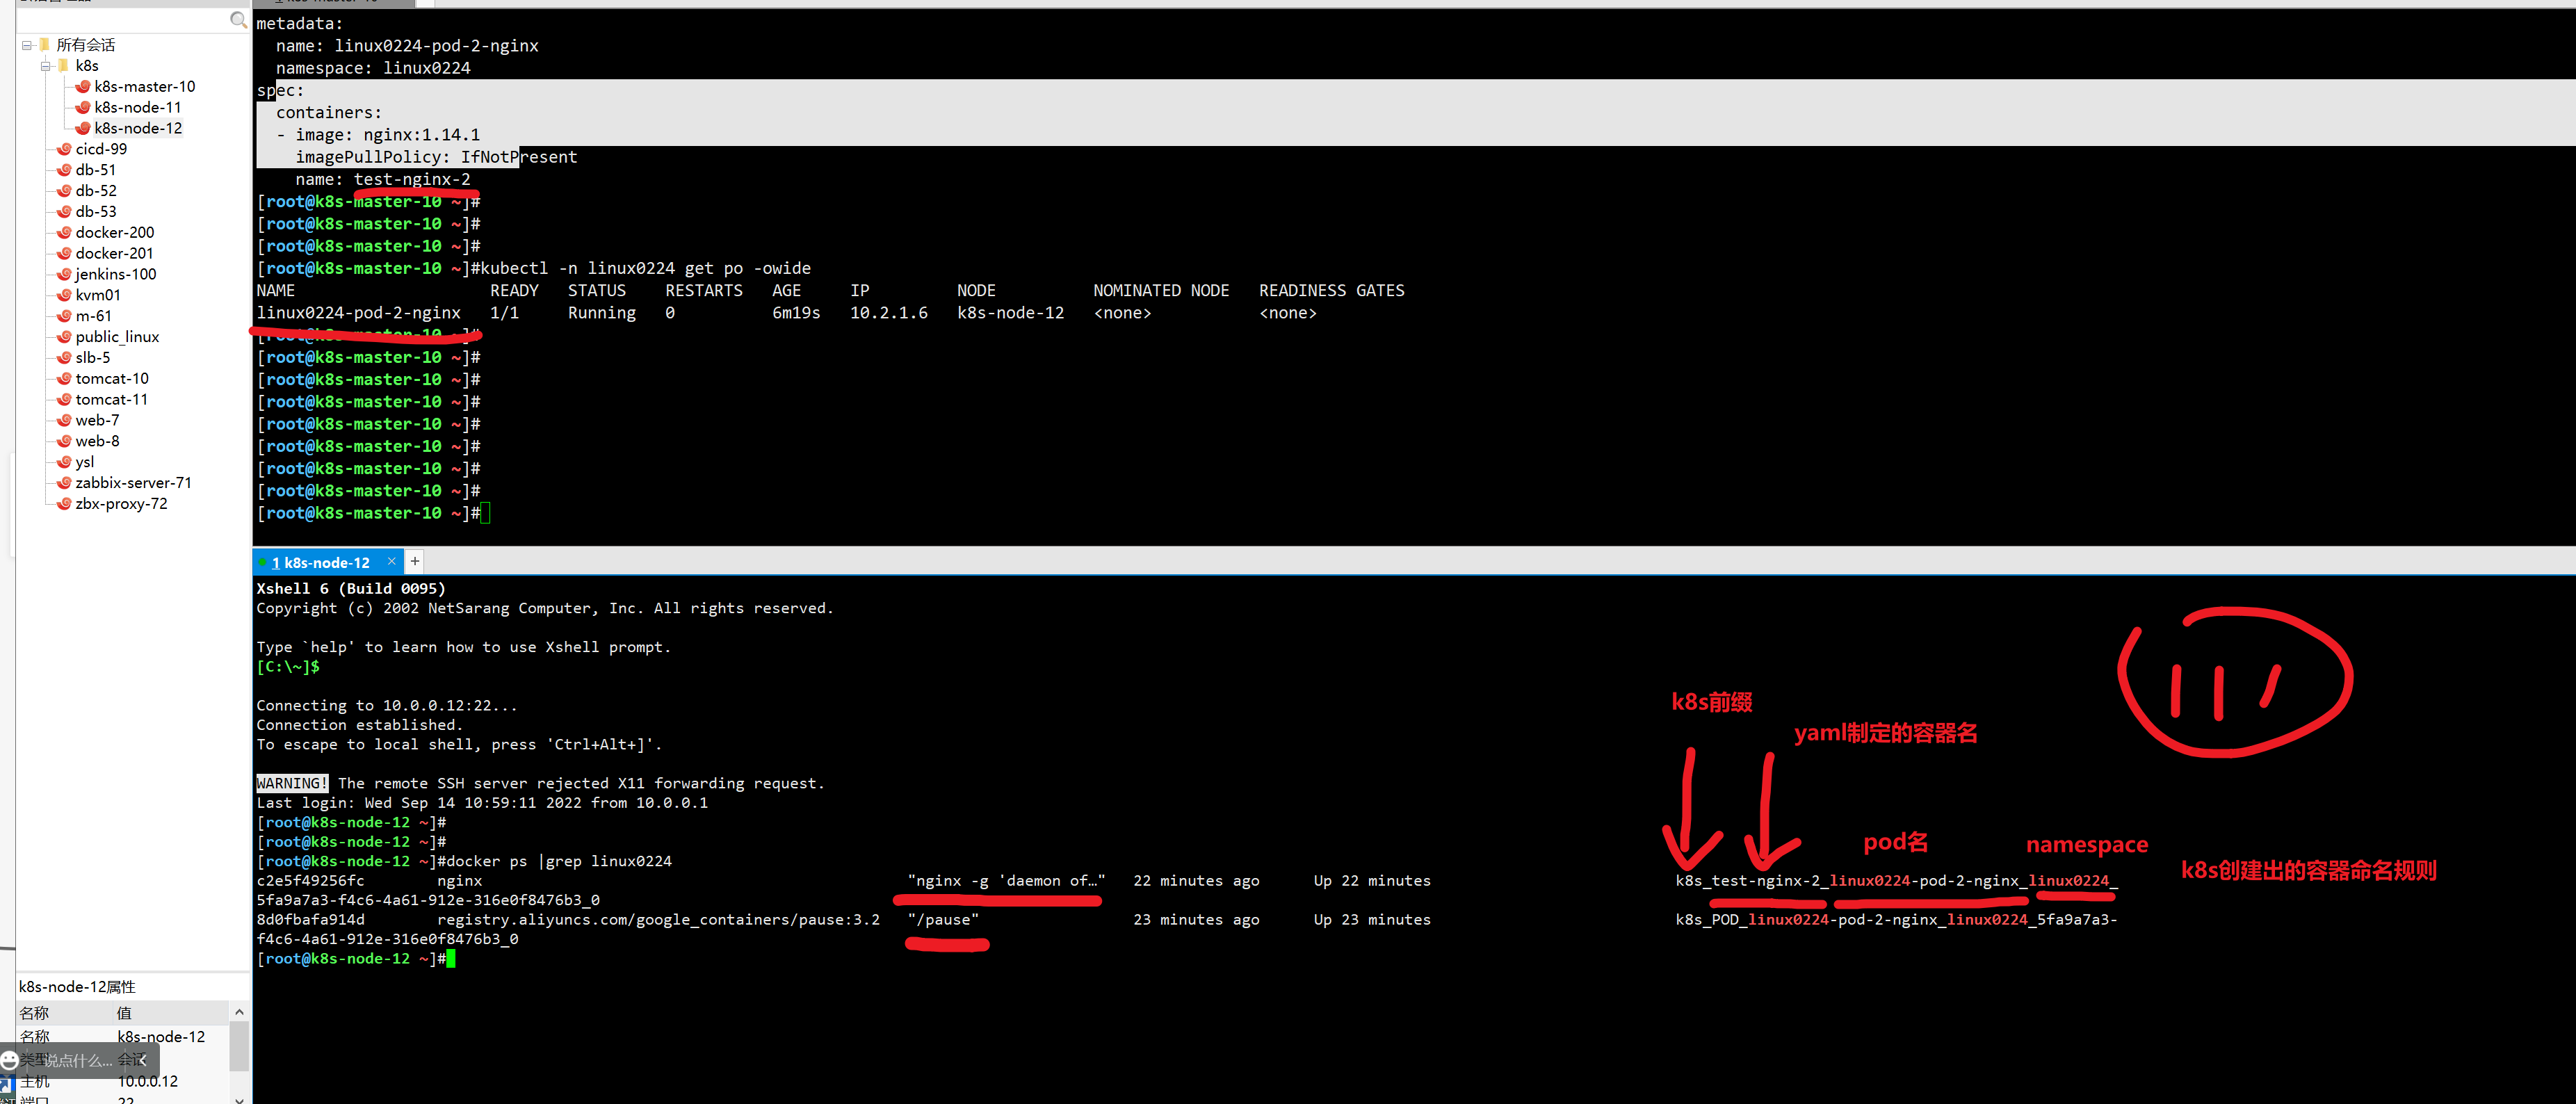 k8s-master-10
metadata:
name: linux0224-pod-2-nginx
namespace: linux0224
spec:
containers:
- image: nginx:1.14.1
imagePullPolicy: IfNotPresent
name: test-nginx-2
[root@k8s-master-10 ~]#
[root@k8s-master-10 ~]#
[root@k8s-master-10 ~]#
[root@k8s-master-10 ~]#kubectl -n linux0224 get po -owide
NAME READY STATUS RESTARTS AGE IP NODE NOMINATED NODE READINESS GATES
linux0224-pod-2-nginx 1/1 Running 0 6m19s 10.2.1.6 k8s-node-12 <none> <none>
[root@k8s-master-10 ~]#
[root@k8s-master-10 ~]#
[root@k8s-master-10 ~]#
[root@k8s-master-10 ~]#
[root@k8s-master-10 ~]#
[root@k8s-master-10 ~]#
[root@k8s-master-10 ~]#
[root@k8s-master-10 ~]#
[root@k8s-master-10 ~]#
所有会话
k8s
k8s-master-10
k8s-node-11
k8s-node-12
cicd-99
db-51
db-52
db-53
docker-200
docker-201
jenkins-100
kvm01
m-61
public_linux
slb-5
tomcat-10
tomcat-11
web-7
web-8
ysl
zabbix-server-71
zbx-proxy-72
1 k8s-node-12 × +
Xshell 6 (Build 0095)
Copyright (c) 2002 NetSarang Computer, Inc. All rights reserved.
Type `help' to learn how to use Xshell prompt.
[C:\~]$
Connecting to 10.0.0.12:22...
Connection established.
To escape to local shell, press 'Ctrl+Alt+]'.
WARNING! The remote SSH server rejected X11 forwarding request.
Last login: Wed Sep 14 10:59:11 2022 from 10.0.0.1
[root@k8s-node-12 ~]#
[root@k8s-node-12 ~]#
[root@k8s-node-12 ~]#docker ps |grep linux0224
c2e5f49256fc nginx "nginx -g 'daemon of…" 22 minutes ago Up 22 minutes k8s_test-nginx-2_linux0224-pod-2-nginx_linux0224_
5fa9a7a3-f4c6-4a61-912e-316e0f8476b3_0
8d0fbafa914d registry.aliyuncs.com/google_containers/pause:3.2 "/pause" 23 minutes ago Up 23 minutes k8s_POD_linux0224-pod-2-nginx_linux0224_5fa9a7a3-
f4c6-4a61-912e-316e0f8476b3_0
[root@k8s-node-12 ~]#
k8s前缀
yaml制定的容器名
pod名
namespace
k8s创建出的容器命名规则
k8s-node-12属性
名称 值
名称 k8s-node-12
类型 会话
说点什么...
主机 10.0.0.12
端口 22